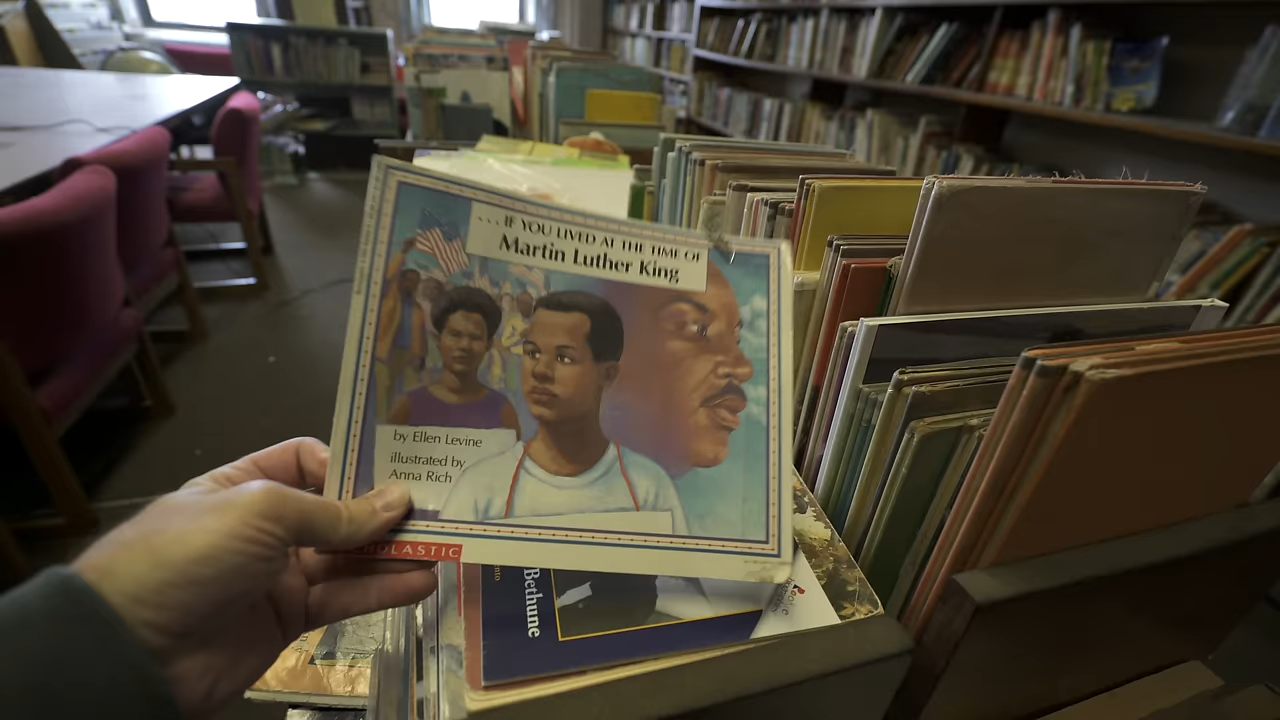 ... IF YOU LIVED AT THE TIME OF
Martin Luther King
by Ellen Levine
illustrated by
Anna Rich
SCHOLASTIC
Bethune